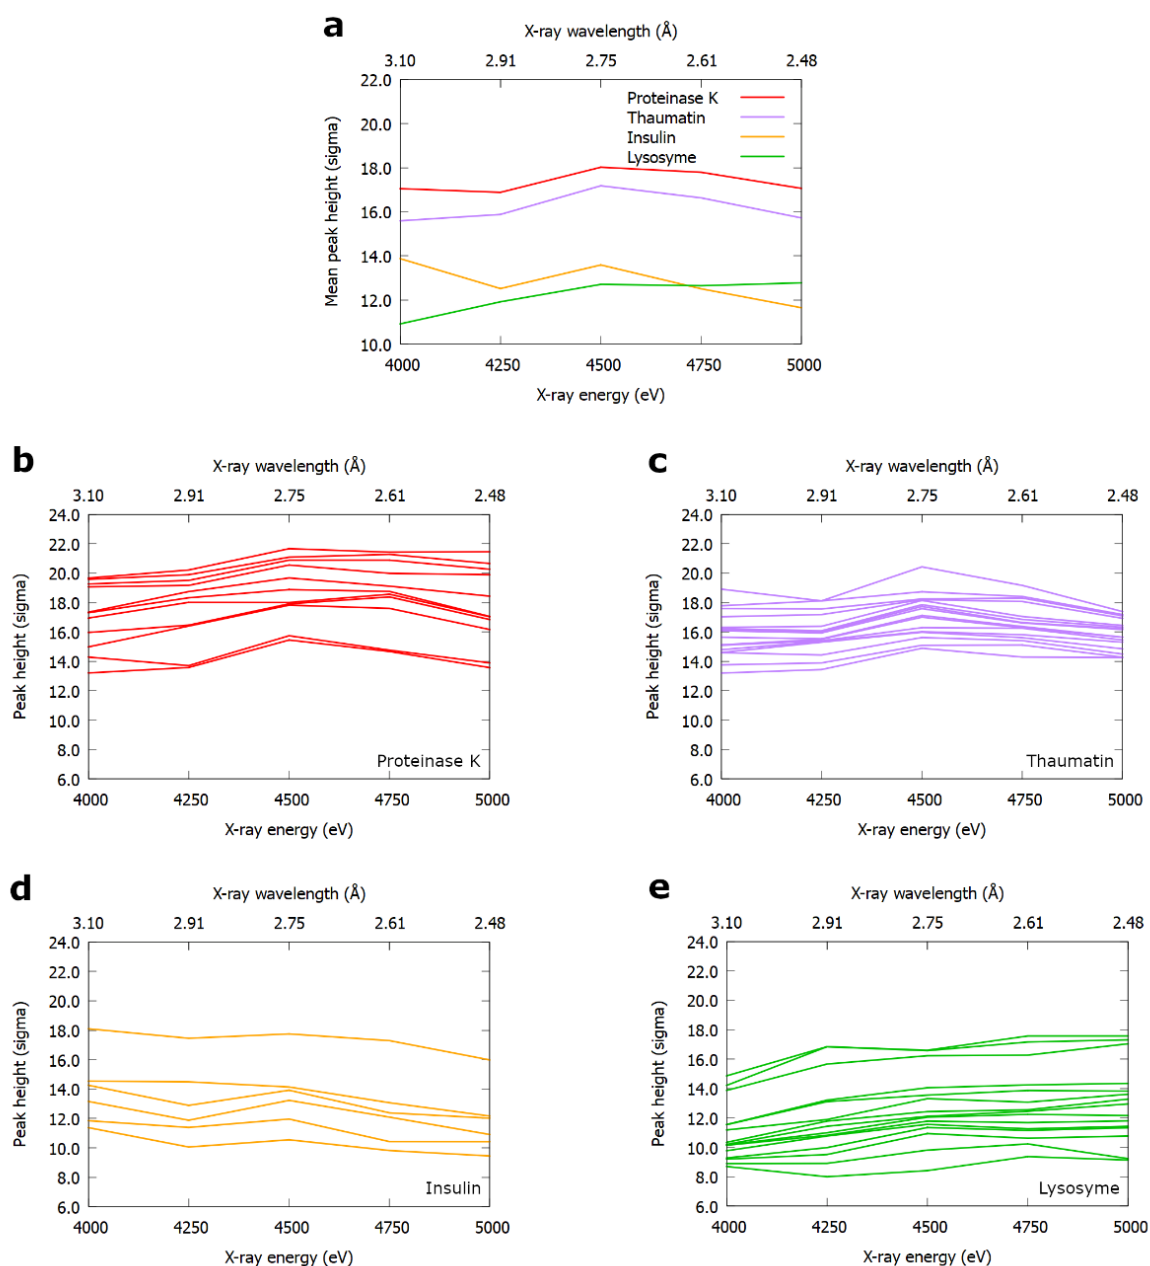 a
X-ray wavelength (Å)
3.10 2.91 2.75 2.61 2.48
22.0
20.0
18.0
16.0
14.0
12.0
10.0
Mean peak height (sigma)
Proteinase K
Thaumatin
Insulin
Lysosyme
4000 4250 4500 4750 5000
X-ray energy (eV)
b
X-ray wavelength (Å)
3.10 2.91 2.75 2.61 2.48
24.0
22.0
20.0
18.0
16.0
14.0
12.0
10.0
8.0
6.0
Peak height (sigma)
Proteinase K
4000 4250 4500 4750 5000
X-ray energy (eV)
c
X-ray wavelength (Å)
3.10 2.91 2.75 2.61 2.48
24.0
22.0
20.0
18.0
16.0
14.0
12.0
10.0
8.0
6.0
Peak height (sigma)
Thaumatin
4000 4250 4500 4750 5000
X-ray energy (eV)
d
X-ray wavelength (Å)
3.10 2.91 2.75 2.61 2.48
24.0
22.0
20.0
18.0
16.0
14.0
12.0
10.0
8.0
6.0
Peak height (sigma)
Insulin
4000 4250 4500 4750 5000
X-ray energy (eV)
e
X-ray wavelength (Å)
3.10 2.91 2.75 2.61 2.48
24.0
22.0
20.0
18.0
16.0
14.0
12.0
10.0
8.0
6.0
Peak height (sigma)
Lysosyme
4000 4250 4500 4750 5000
X-ray energy (eV)